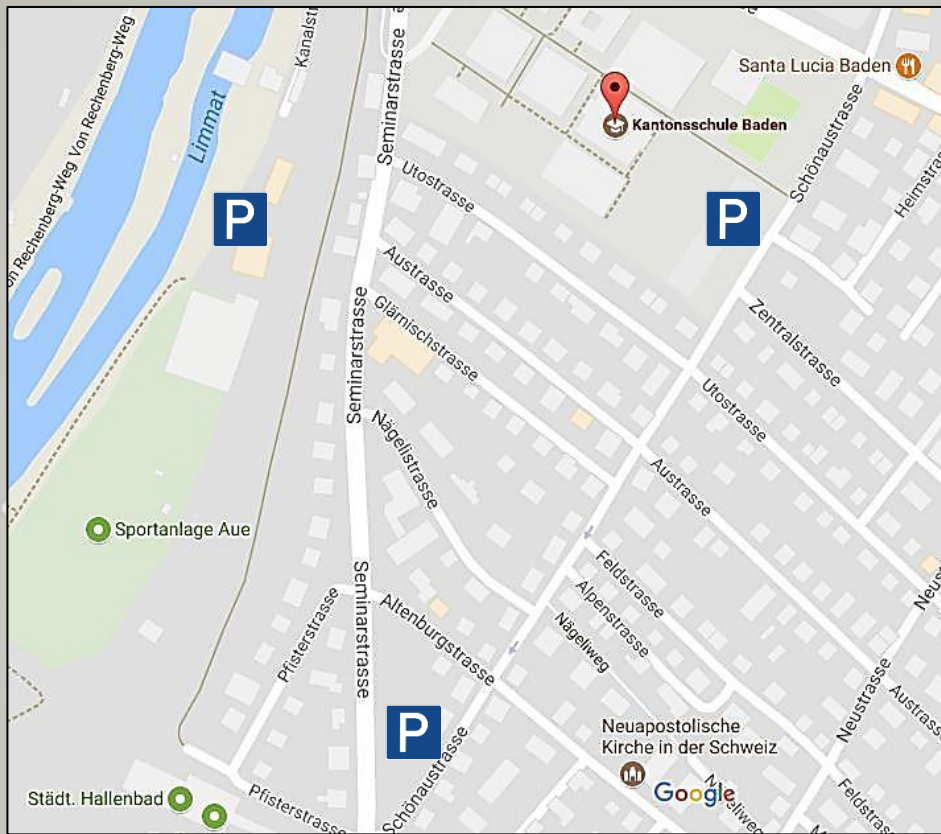 Von Rechenberg-Weg
Von Rechenberg-Weg
Limmat
Seminarstrasse
Santa Lucia Baden
Kantonsschule Baden
Schönaustrasse
P
P
Utostrasse
Austrasse
Glärnischstrasse
Seminarstrasse
Zentralstrasse
Utostrasse
Nägelistrasse
Austrasse
Sportanlage Aue
Feldstrasse
Alpenstrasse
Nägeliweg
Seminarstrasse
Pfisterstrasse
Altenburgstrasse
Neustrasse
Austrasse
P
Schönaustrasse
Neuapostolische
Kirche in der Schweiz
Google
Feldstrasse
Städt. Hallenbad
Pfisterstrasse